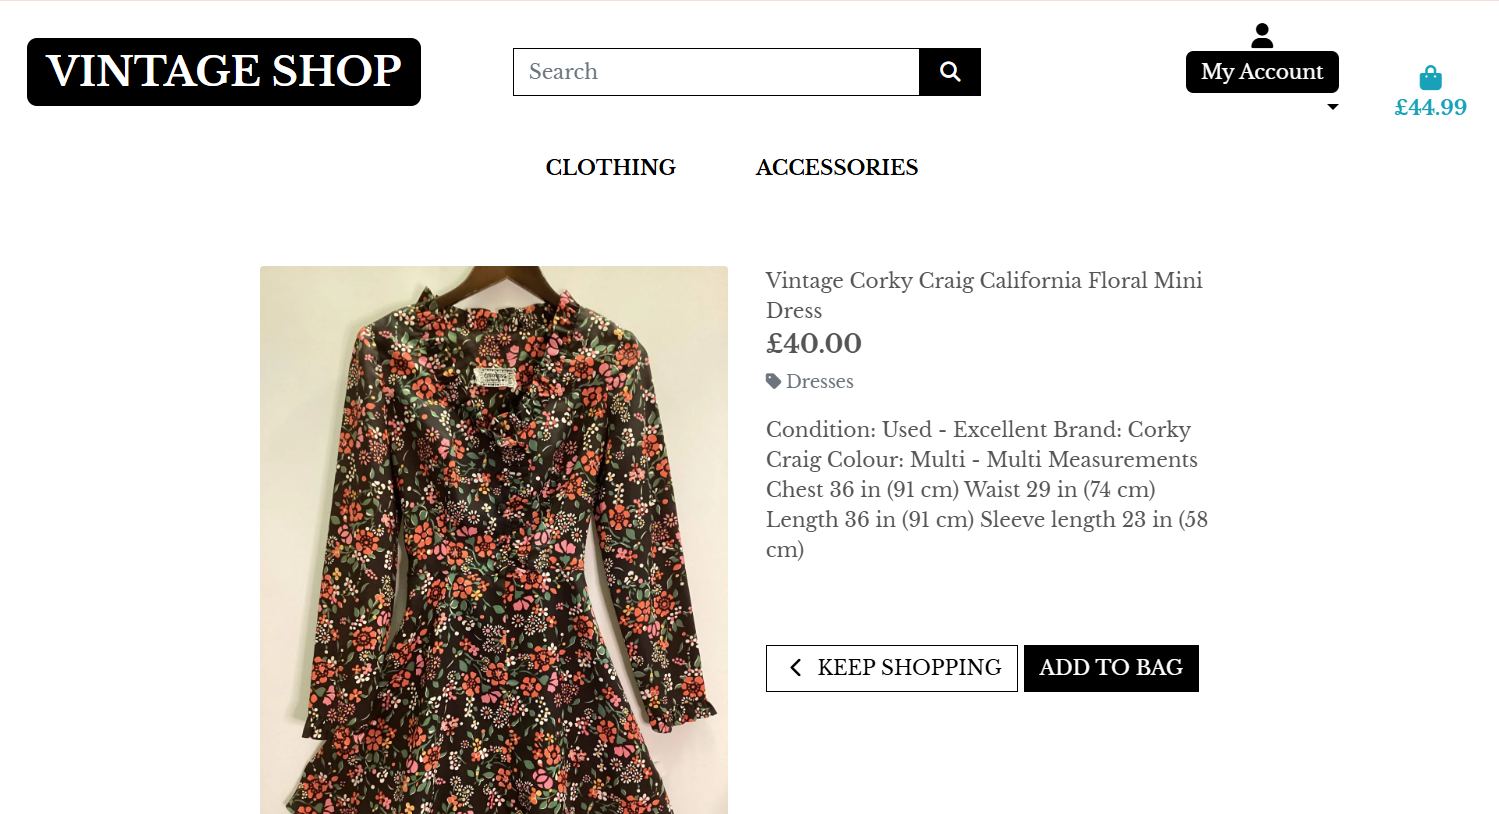 VINTAGE SHOP
Search
My Account
£44.99
CLOTHING
ACCESSORIES
Vintage Corky Craig California Floral Mini
Dress
£40.00
Dresses
Condition: Used - Excellent Brand: Corky
Craig Colour: Multi - Multi Measurements
Chest 36 in (91 cm) Waist 29 in (74 cm)
Length 36 in (91 cm) Sleeve length 23 in (58
cm)
KEEP SHOPPING
ADD TO BAG